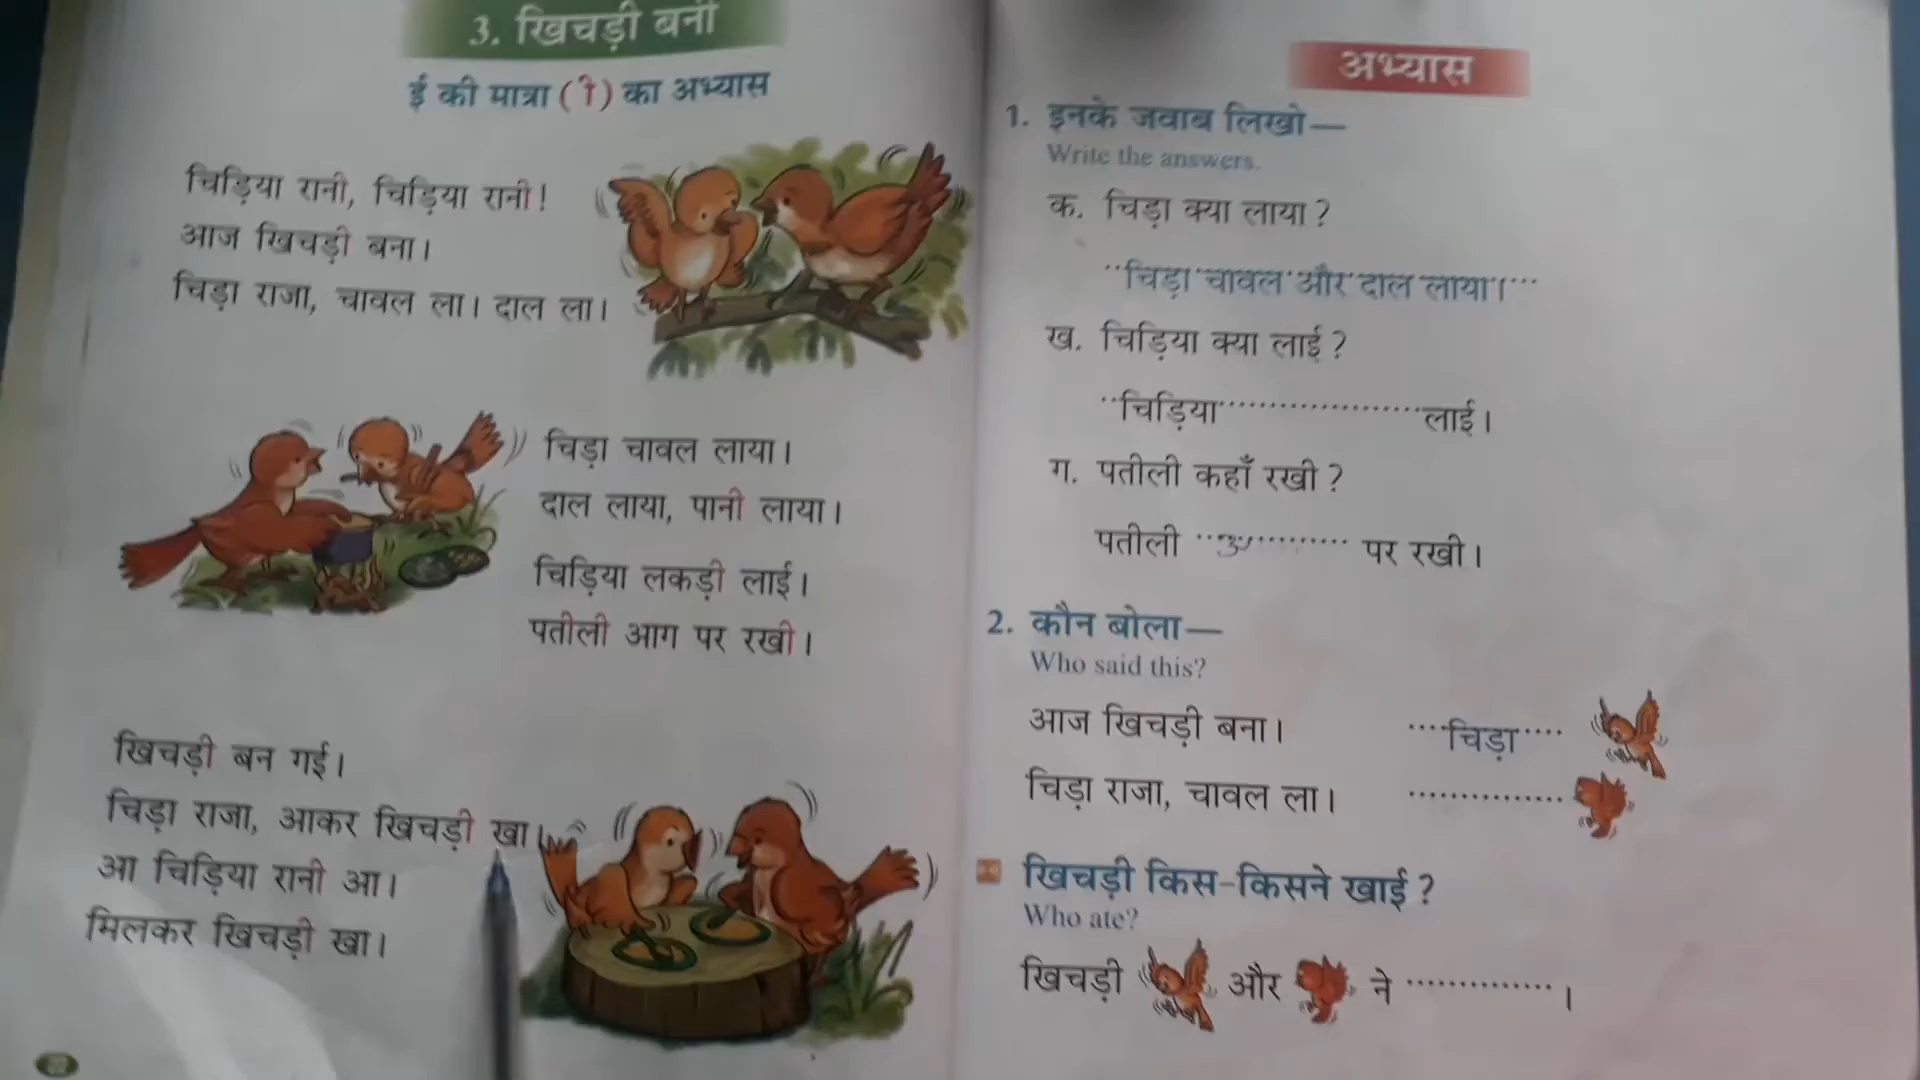 3. खिचड़ी बनी
ई की मात्रा (ी) का अभ्यास
चिड़िया रानी, चिड़िया रानी!
आज खिचड़ी बना।
चिड़ा राजा, चावल ला। दाल ला।
चिड़ा चावल लाया।
दाल लाया, पानी लाया।
चिड़िया लकड़ी लाई।
पतीली आग पर रखी।
खिचड़ी बन गई।
चिड़ा राजा, आकर खिचड़ी खा।
आ चिड़िया रानी आ।
मिलकर खिचड़ी खा।
अभ्यास
1. इनके जवाब लिखो—
Write the answers.
क. चिड़ा क्या लाया?
चिड़ा चावल और दाल लाया।
ख. चिड़िया क्या लाई?
चिड़िया लाई।
ग. पतीली कहाँ रखी?
पतीली पर रखी।
2. कौन बोला—
Who said this?
आज खिचड़ी बना। चिड़ा
चिड़ा राजा, चावल ला।
खिचड़ी किस-किसने खाई?
Who ate?
खिचड़ी और ने ।